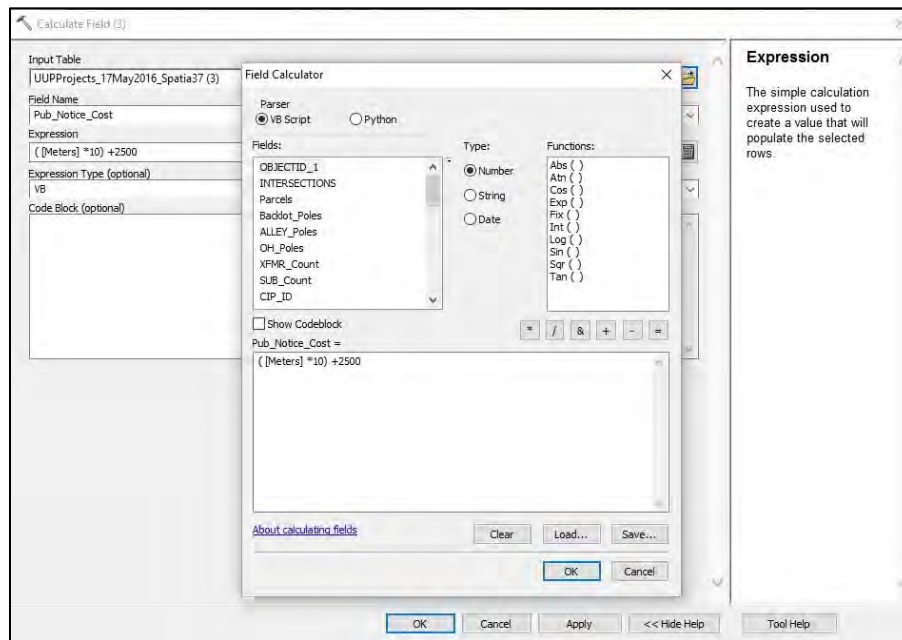 Calculate Field (3)
Input Table
UUPProjects_17May2016_Spatia37 (3)
Field Name
Pub_Notice_Cost
Expression
( [Meters] *10) +2500
Expression Type (optional)
VB
Code Block (optional)
Field Calculator
Parser
VB Script Python
Fields:
OBJECTID_1
INTERSECTIONS
Parcels
Backlot_Poles
ALLEY_Poles
OH_Poles
XFMR_Count
SUB_Count
CIP_ID
Type:
Number
String
Date
Functions:
Abs ( )
Atn ( )
Cos ( )
Exp ( )
Fix ( )
Int ( )
Log ( )
Sin ( )
Sqr ( )
Tan ( )
Show Codeblock
* / & + - =
Pub_Notice_Cost =
( [Meters] *10) +2500
About calculating fields
Clear Load... Save...
OK Cancel
Expression
The simple calculation
expression used to
create a value that will
populate the selected
rows.
OK Cancel Apply << Hide Help Tool Help